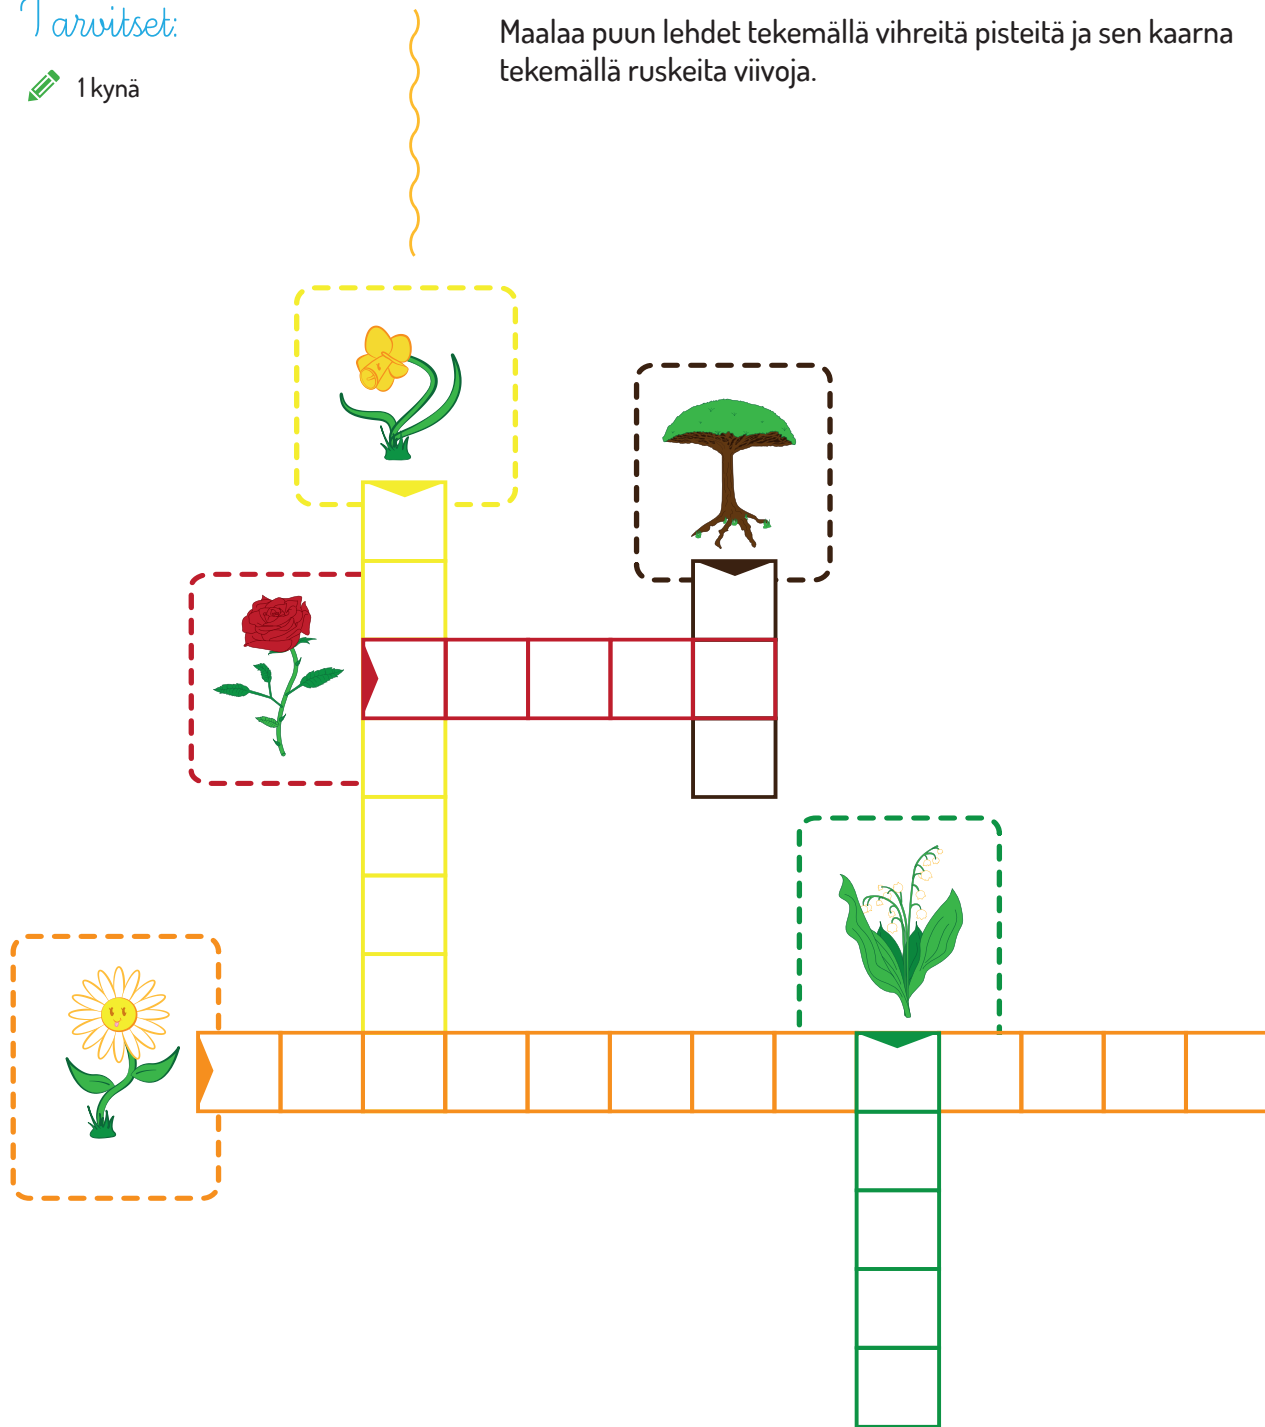 Tarvitset:
1 kynä
Maalaa puun lehdet tekemällä vihreitä pisteitä ja sen kaarna
tekemällä ruskeita viivoja.